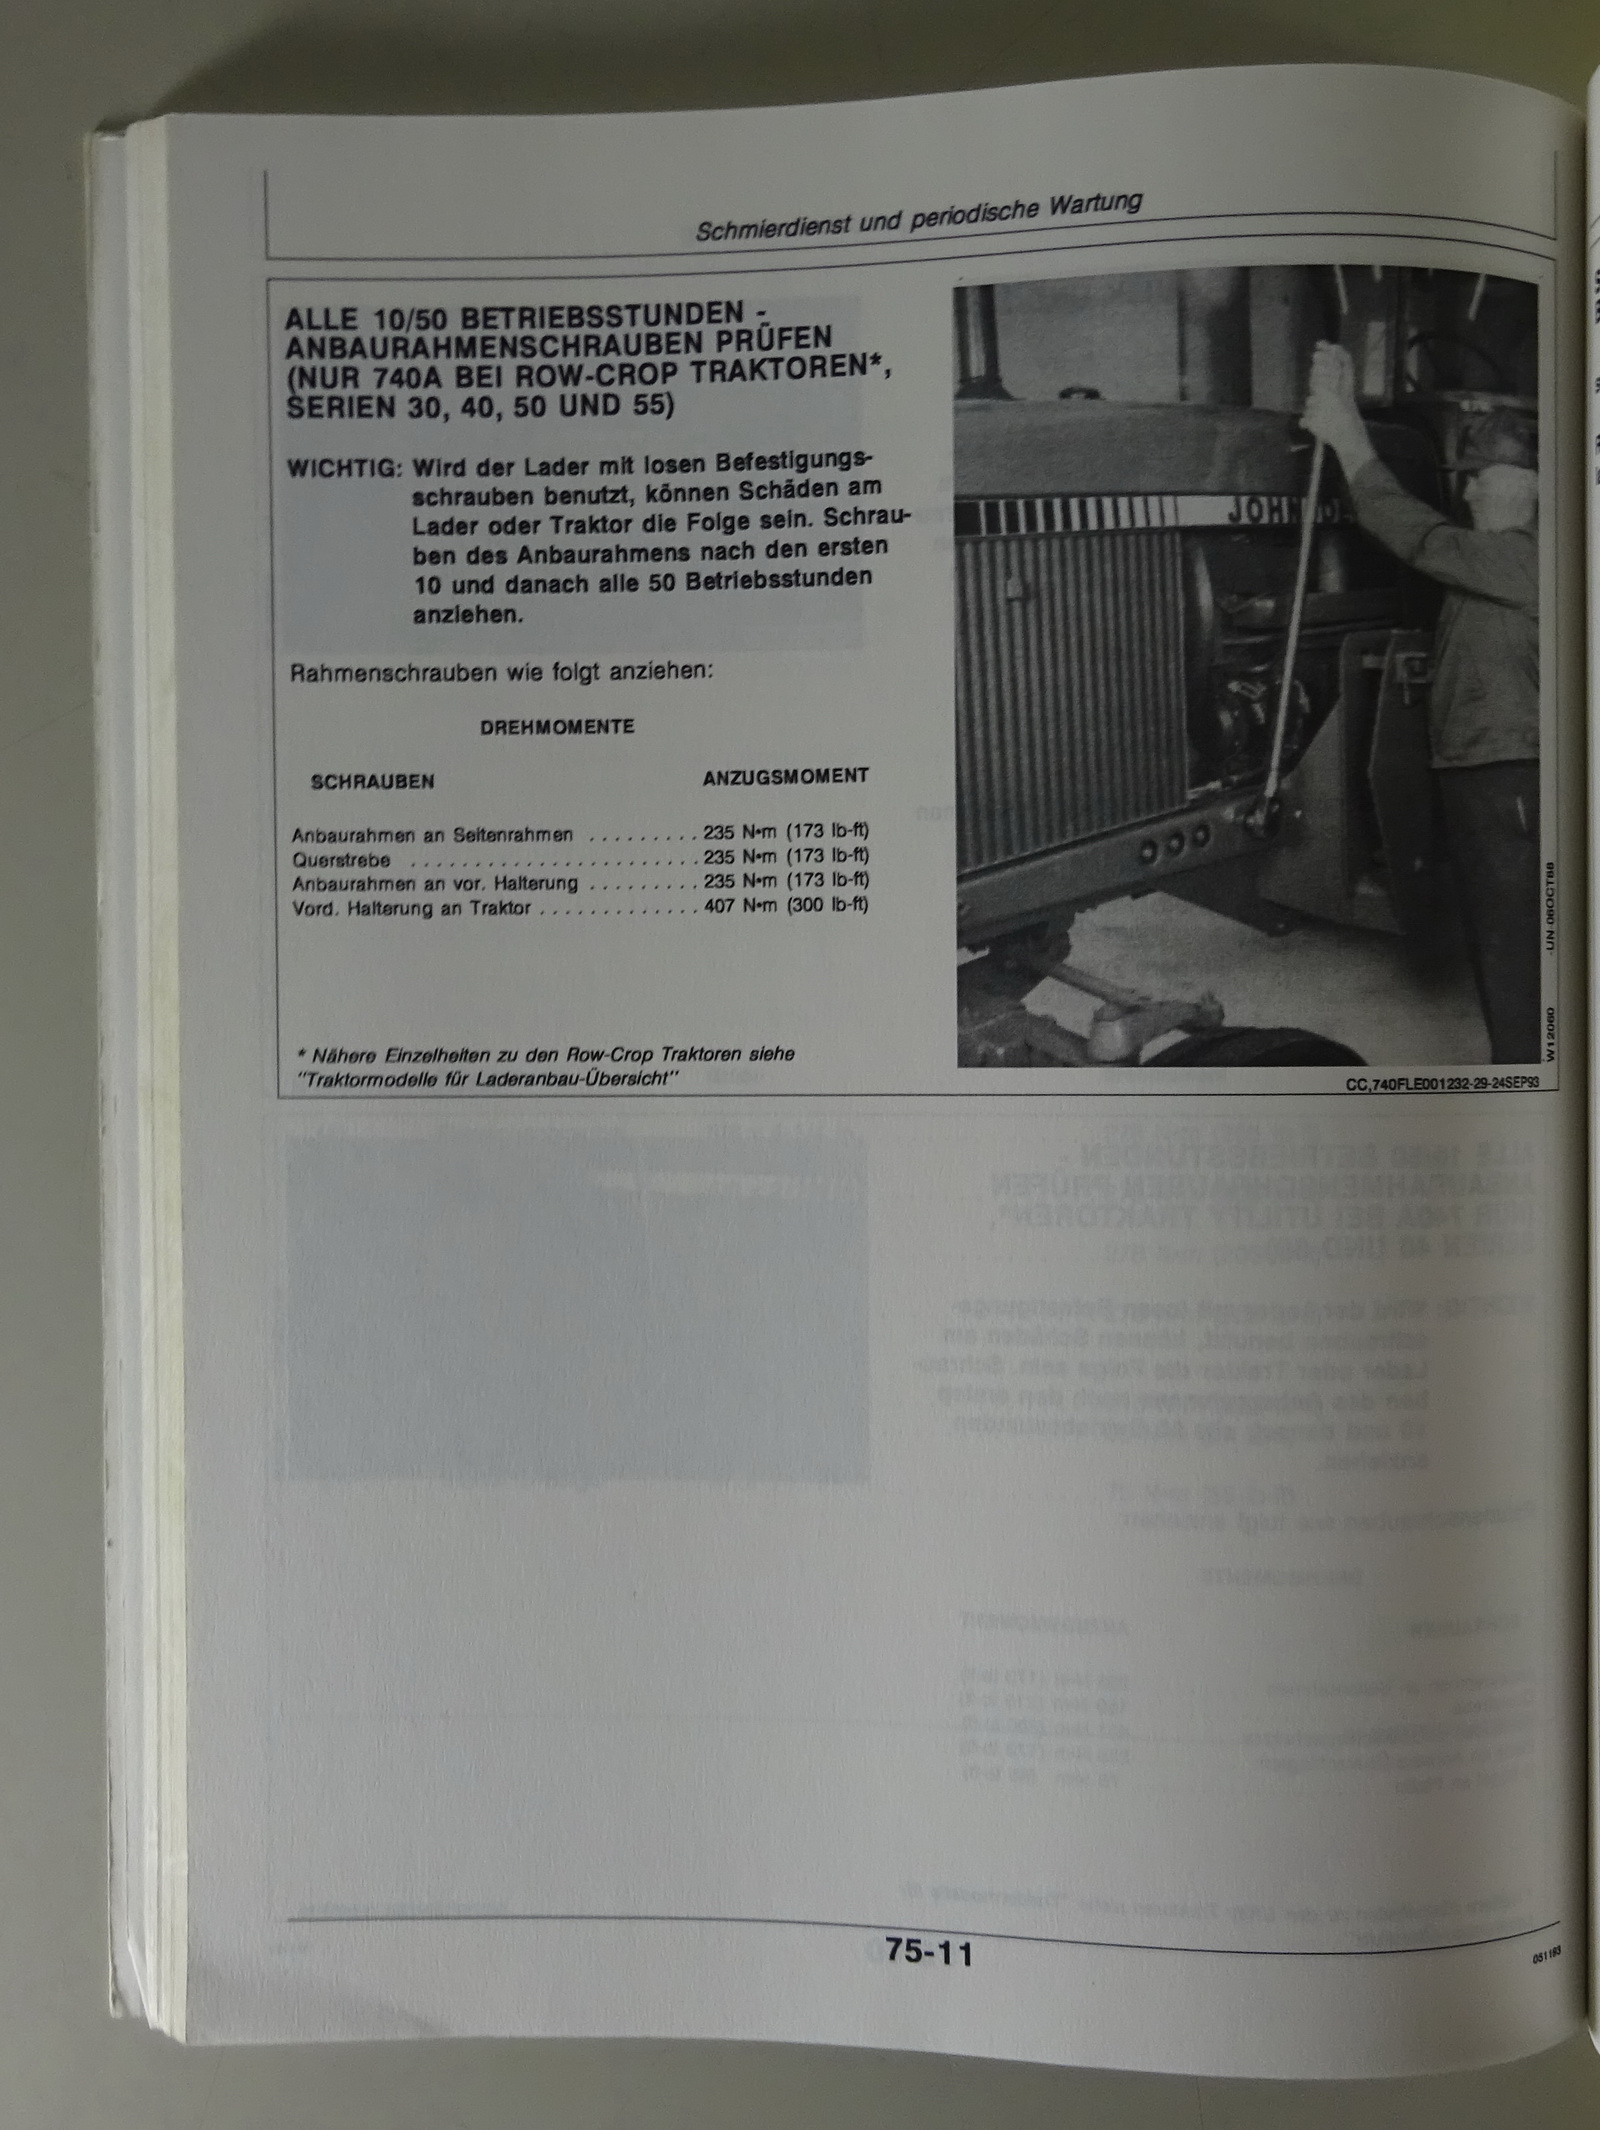 Schmierdienst und periodische Wartung
ALLE 10/50 BETRIEBSSTUNDEN -
ANBAURAHMENSCHRAUBEN PRÜFEN
(NUR 740A BEI ROW-CROP TRAKTOREN*,
SERIEN 30, 40, 50 UND 55)
WICHTIG: Wird der Lader mit losen Befestigungs-
schrauben benutzt, können Schäden am
Lader oder Traktor die Folge sein. Schrau-
ben des Anbaurahmens nach den ersten
10 und danach alle 50 Betriebsstunden
anziehen.
Rahmenschrauben wie folgt anziehen:
DREHMOMENTE
SCHRAUBEN ANZUGSMOMENT
Anbaurahmen an Seitenrahmen ......... 235 N•m (173 lb-ft)
Querstrebe ....................... 235 N•m (173 lb-ft)
Anbaurahmen an vor. Halterung ......... 235 N•m (173 lb-ft)
Vord. Halterung an Traktor ............. 407 N•m (300 lb-ft)
* Nähere Einzelheiten zu den Row-Crop Traktoren siehe
"Traktormodelle für Laderanbau-Übersicht"
JOHN
W12060 -UN-06OCT88
CC,740FLE001232-29-24SEP93
75-11
051193